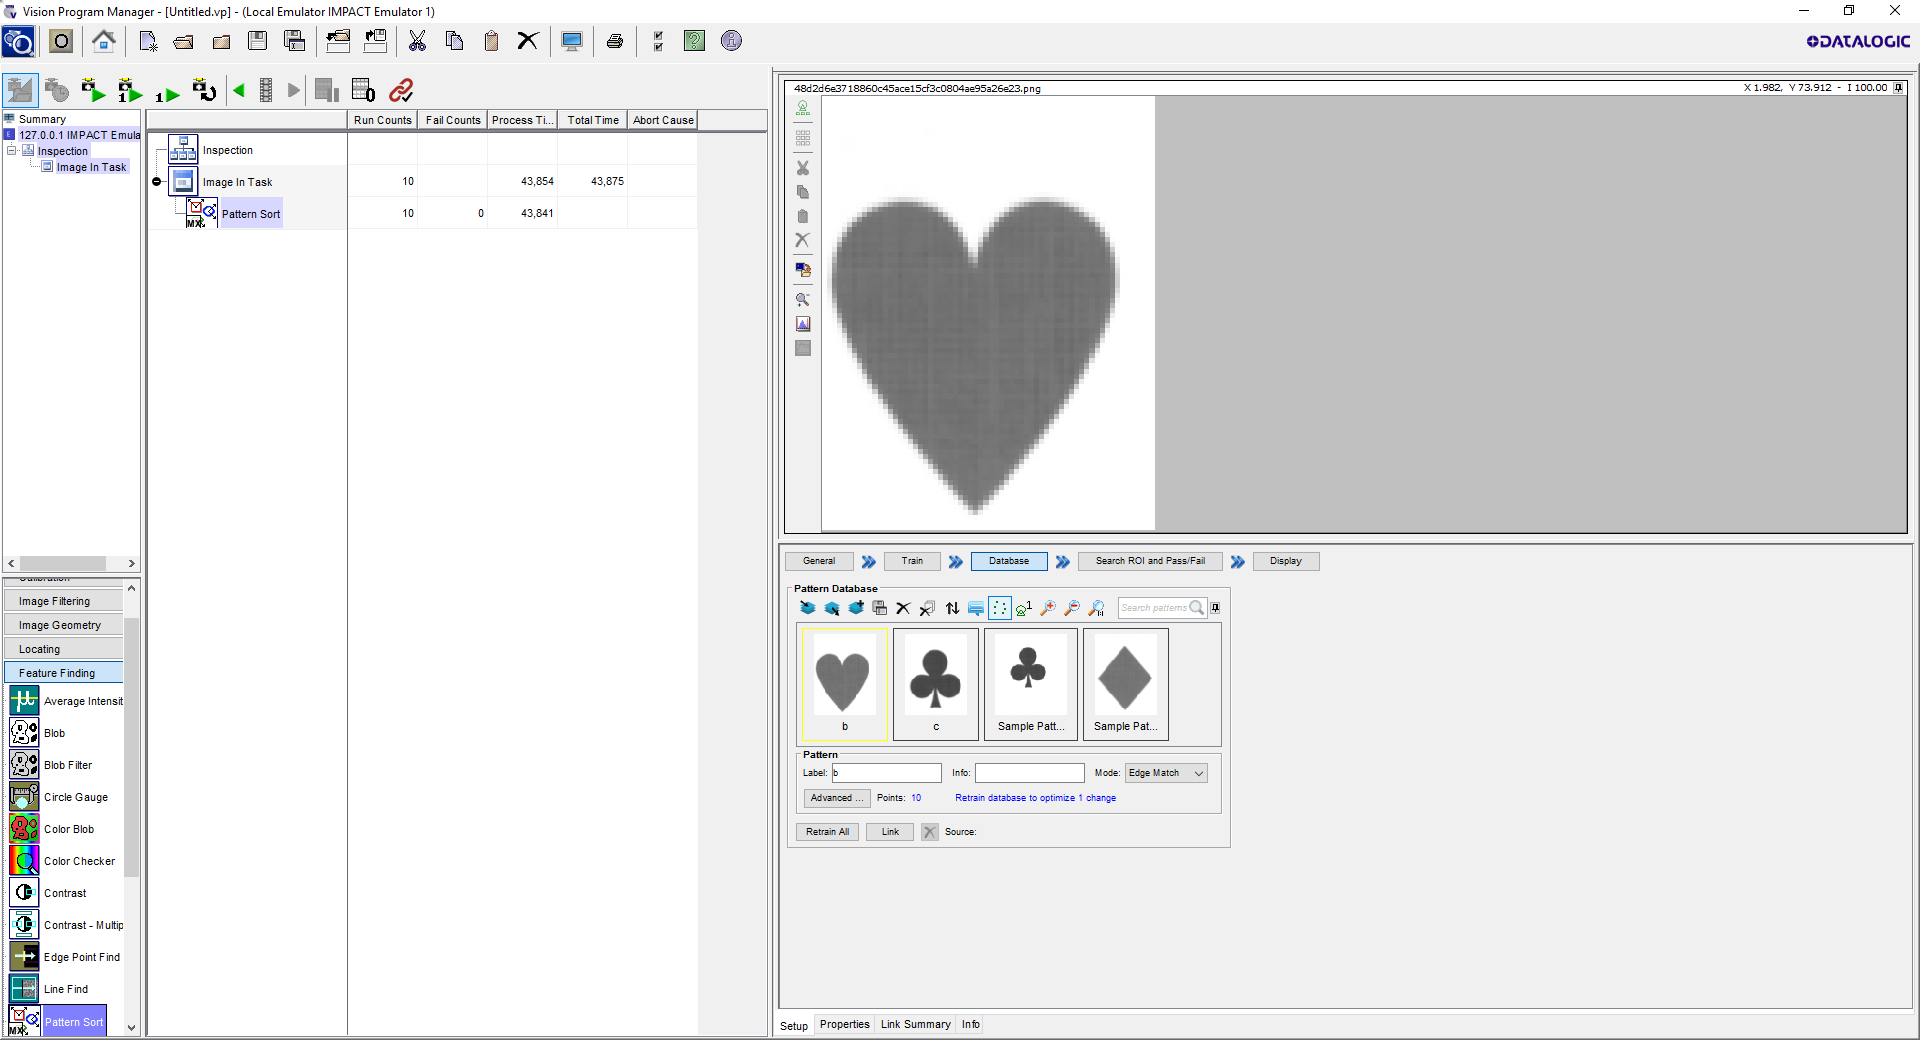 Vision Program Manager - [Untitled.vp] - (Local Emulator IMPACT Emulator 1)
DATALOGIC
Summary
127.0.0.1 IMPACT Emula
Inspection
Image In Task
Run Counts Fail Counts Process Ti... Total Time Abort Cause
Inspection
Image In Task 10 43,854 43,875
Pattern Sort 10 0 43,841
48d2d6e3718860c45ace15cf3c0804ae95a26e23.png
X 1.982, Y 73.912 - I 100.00
Calibration
Image Filtering
Image Geometry
Locating
Feature Finding
Average Intensit
Blob
Blob Filter
Circle Gauge
Color Blob
Color Checker
Contrast
Contrast - Multip
Edge Point Find
Line Find
Pattern Sort
General Train Database Search ROI and Pass/Fail Display
Pattern Database
Search patterns
b c Sample Patt... Sample Pat...
Pattern
Label: b Info: Mode: Edge Match
Advanced ... Points: 10 Retrain database to optimize 1 change
Retrain All Link Source:
Setup Properties Link Summary Info